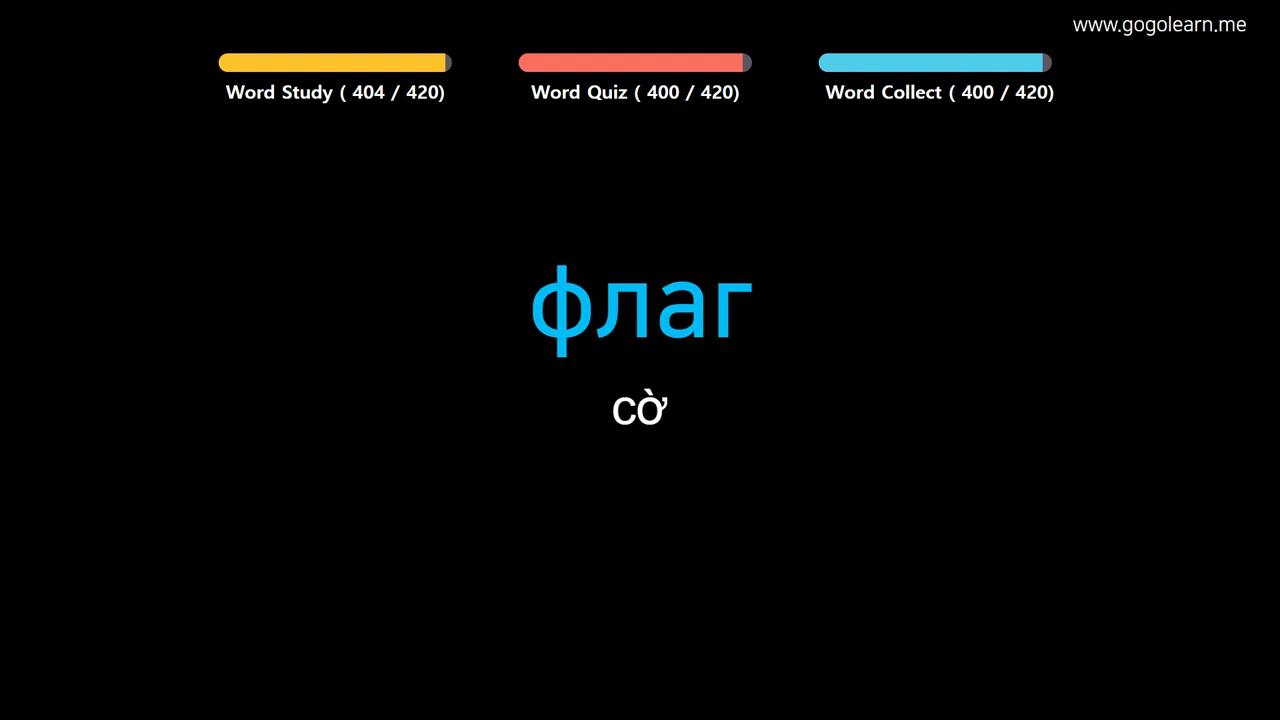 www.gogolearn.me
Word Study ( 404 / 420)
Word Quiz ( 400 / 420)
Word Collect ( 400 / 420)
флаг
cờ